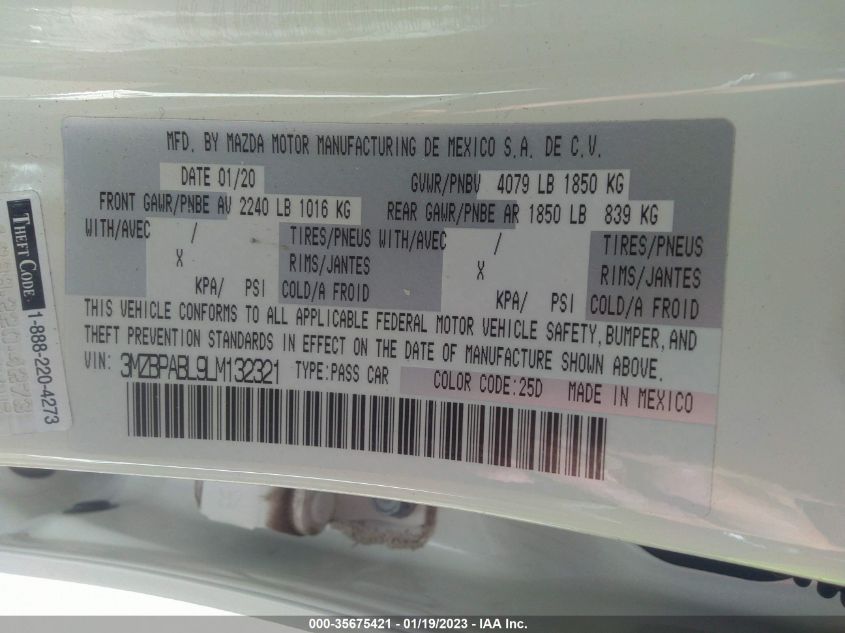 MFD. BY MAZDA MOTOR MANUFACTURING DE MEXICO S.A. DE C.V.
DATE 01/20 GVWR/PNBV 4079 LB 1850 KG
FRONT GAWR/PNBE AV 2240 LB 1016 KG REAR GAWR/PNBE AR 1850 LB 839 KG
WITH/AVEC / TIRES/PNEUS WITH/AVEC / TIRES/PNEUS
X RIMS/JANTES X RIMS/JANTES
KPA/ PSI COLD/A FROID KPA/ PSI COLD/A FROID
THIS VEHICLE CONFORMS TO ALL APPLICABLE FEDERAL MOTOR VEHICLE SAFETY, BUMPER, AND
THEFT PREVENTION STANDARDS IN EFFECT ON THE DATE OF MANUFACTURE SHOWN ABOVE.
VIN: 3MZBPABL9LM132321 TYPE:PASS CAR COLOR CODE:25D MADE IN MEXICO
THEFT CODE.
1-888-220-4273
000-35675421 - 01/19/2023 - IAA Inc.